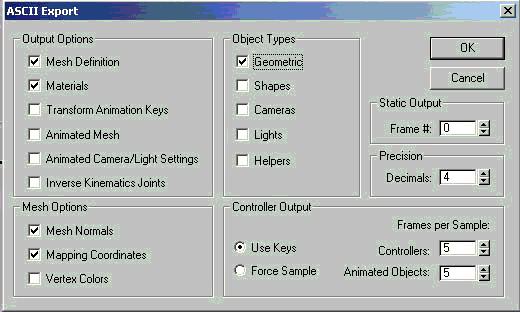 ASCII Export
Output Options
Mesh Definition
Materials
Transform Animation Keys
Animated Mesh
Animated Camera/Light Settings
Inverse Kinematics Joints
Object Types
Geometric
Shapes
Cameras
Lights
Helpers
OK
Cancel
Static Output
Frame #: 0
Precision
Decimals: 4
Mesh Options
Mesh Normals
Mapping Coordinates
Vertex Colors
Controller Output
Use Keys
Force Sample
Frames per Sample:
Controllers: 5
Animated Objects: 5